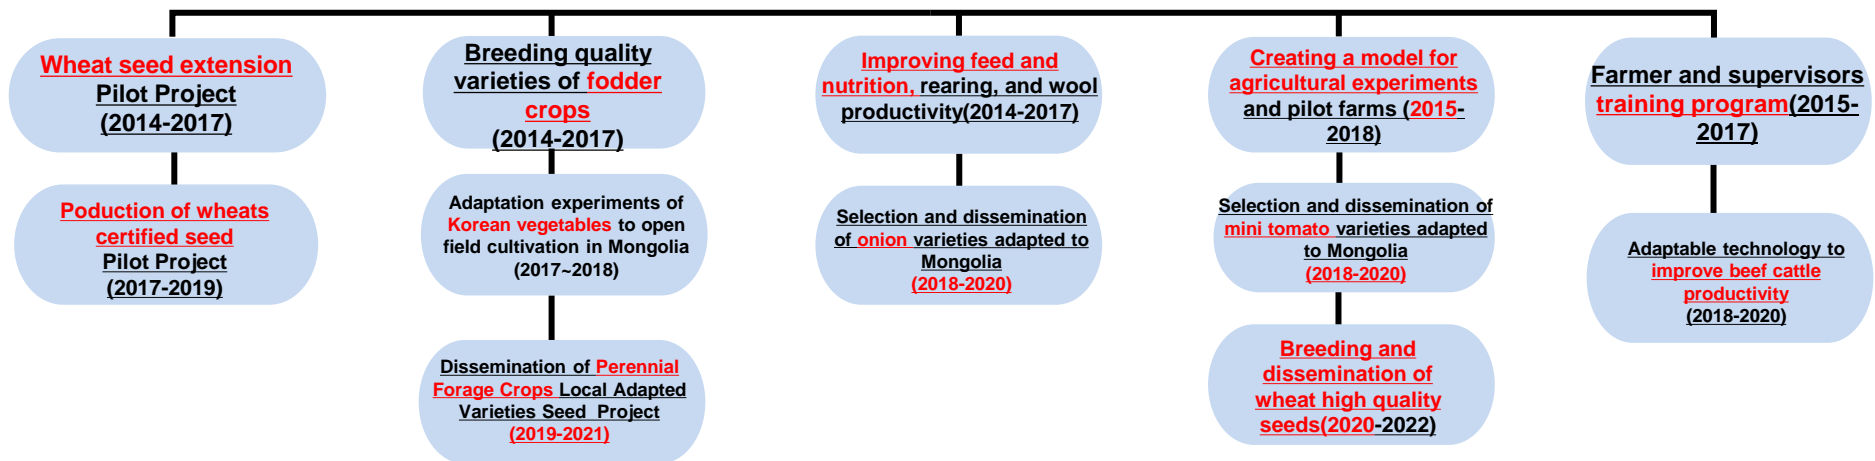 Wheat seed extension
Pilot Project
(2014-2017)
Poduction of wheats
certified seed
Pilot Project
(2017-2019)
Breeding quality
varieties of fodder
crops
(2014-2017)
Adaptation experiments of
Korean vegetables to open
field cultivation in Mongolia
(2017~2018)
Dissemination of Perennial
Forage Crops Local Adapted
Varieties Seed Project
(2019-2021)
Improving feed and
nutrition, rearing, and wool
productivity(2014-2017)
Selection and dissemination
of onion varieties adapted to
Mongolia
(2018-2020)
Creating a model for
agricultural experiments
and pilot farms (2015-
2018)
Selection and dissemination of
mini tomato varieties adapted
to Mongolia
(2018-2020)
Breeding and
dissemination of
wheat high quality
seeds(2020-2022)
Farmer and supervisors
training program(2015-
2017)
Adaptable technology to
improve beef cattle
productivity
(2018-2020)